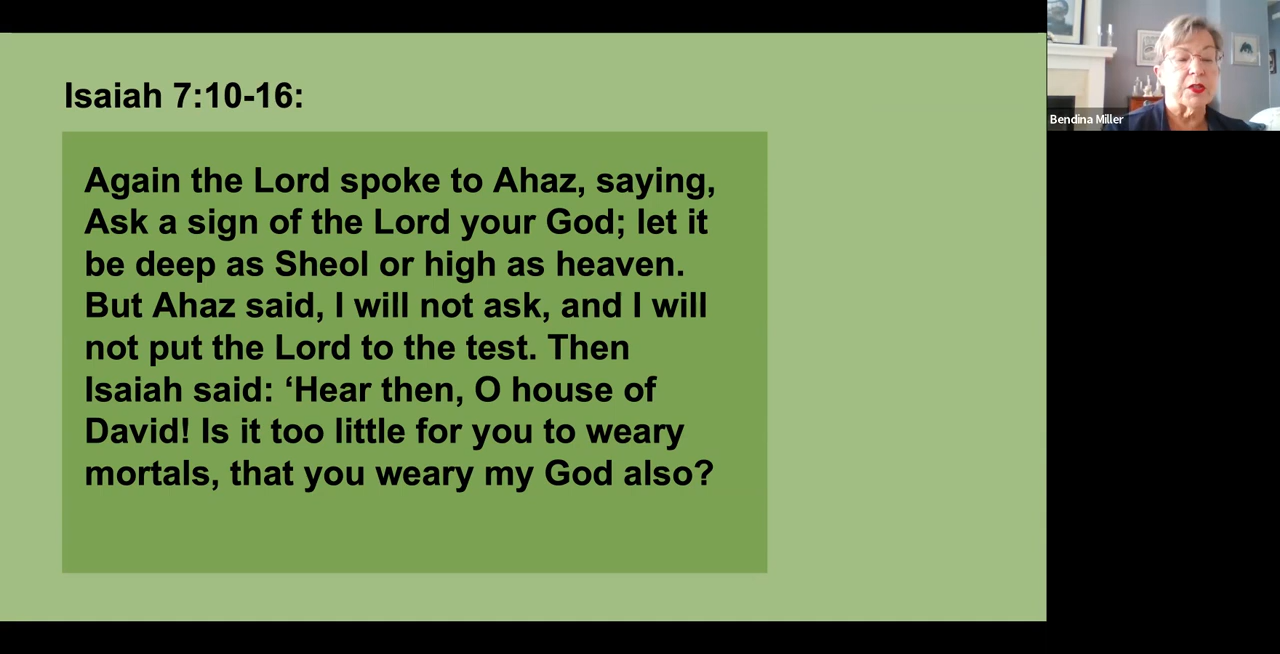 Isaiah 7:10-16:
Again the Lord spoke to Ahaz, saying,
Ask a sign of the Lord your God; let it
be deep as Sheol or high as heaven.
But Ahaz said, I will not ask, and I will
not put the Lord to the test. Then
Isaiah said: ‘Hear then, O house of
David! Is it too little for you to weary
mortals, that you weary my God also?
Bendina Miller